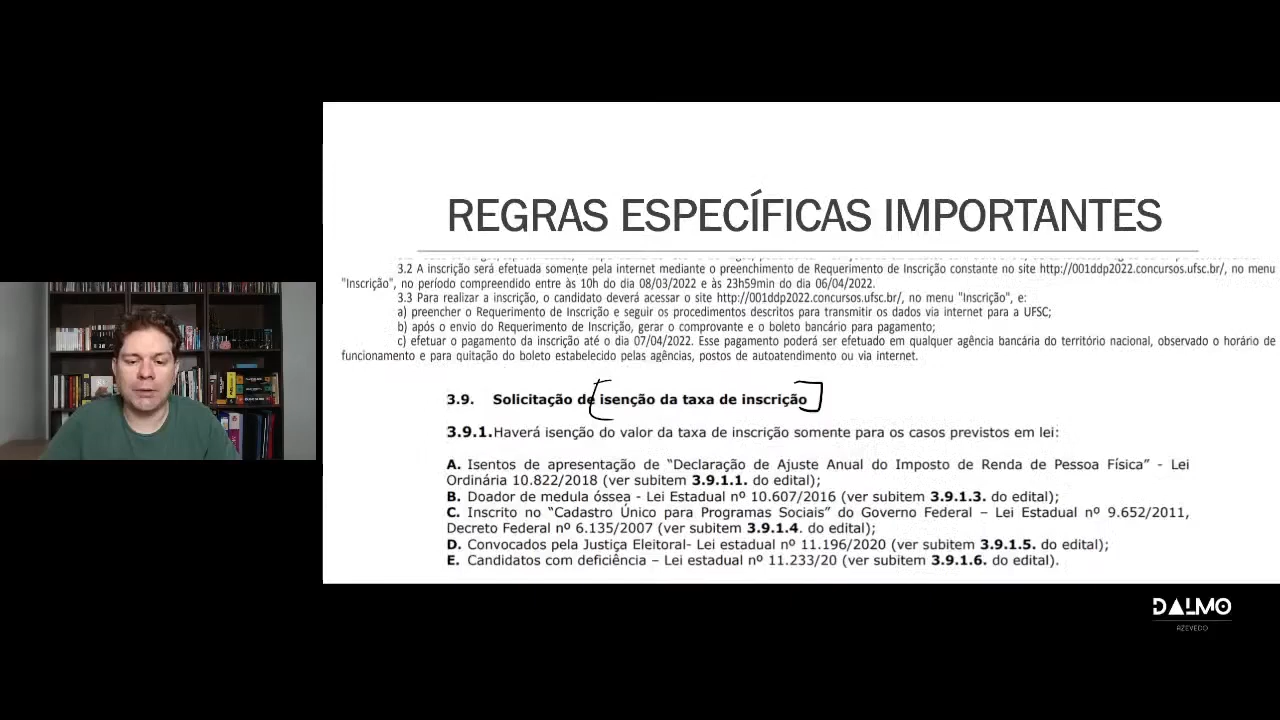 REGRAS ESPECÍFICAS IMPORTANTES
3.2 A inscrição será efetuada somente pela internet mediante o preenchimento de Requerimento de Inscrição constante no site http://001ddp2022.concursos.ufsc.br/, no menu
"Inscrição", no período compreendido entre às 10h do dia 08/03/2022 e às 23h59min do dia 06/04/2022.
3.3 Para realizar a inscrição, o candidato deverá acessar o site http://001ddp2022.concursos.ufsc.br/, no menu "Inscrição", e:
a) preencher o Requerimento de Inscrição e seguir os procedimentos descritos para transmitir os dados via internet para a UFSC;
b) após o envio do Requerimento de Inscrição, gerar o comprovante e o boleto bancário para pagamento;
c) efetuar o pagamento da inscrição até o dia 07/04/2022. Esse pagamento poderá ser efetuado em qualquer agência bancária do território nacional, observado o horário de
funcionamento e para quitação do boleto estabelecido pelas agências, postos de autoatendimento ou via internet.
3.9. Solicitação de isenção da taxa de inscrição
3.9.1.Haverá isenção do valor da taxa de inscrição somente para os casos previstos em lei:
A. Isentos de apresentação de “Declaração de Ajuste Anual do Imposto de Renda de Pessoa Física” - Lei
Ordinária 10.822/2018 (ver subitem 3.9.1.1. do edital);
B. Doador de medula óssea - Lei Estadual nº 10.607/2016 (ver subitem 3.9.1.3. do edital);
C. Inscrito no “Cadastro Único para Programas Sociais” do Governo Federal – Lei Estadual nº 9.652/2011,
Decreto Federal nº 6.135/2007 (ver subitem 3.9.1.4. do edital);
D. Convocados pela Justiça Eleitoral- Lei estadual nº 11.196/2020 (ver subitem 3.9.1.5. do edital);
E. Candidatos com deficiência – Lei estadual nº 11.233/20 (ver subitem 3.9.1.6. do edital).
DALMO
AZEVEDO